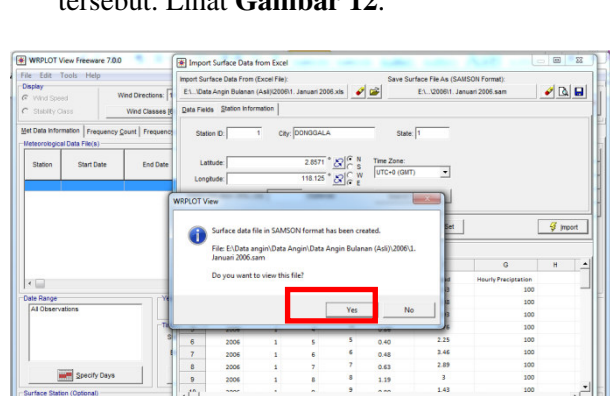 tersebut. Lihat Gambar 12.
WRPLOT View Freeware 7.0.0
File Edit Tools Help
Display
Wind Speed
Stability Class
Wind Directions:
Wind Classes
Met Data Information
Frequency Count
Frequenc
Meteorological Data File(s)
Station
Start Date
End Date
Date Range
All Observations
Specify Days
Surface Station (Optional)
Import Surface Data from Excel
Import Surface Data From (Excel File):
Save Surface File As (SAMSON Format):
E:\...\Data Angin Bulanan (Asli)\2006\1. Januari 2006.xls
E:\...\2006\1. Januari 2006.sam
Data Fields
Station Information
Station ID: 1
City: DONGGALA
State: 1
Latitude: 2.8571 ° N S
Longitude: 118.125 ° W E
Time Zone:
UTC+0 (GMT)
Import
WRPLOT View
Surface data file in SAMSON format has been created.
File: E:\Data angin\Data Angin\Data Angin Bulanan (Asli)\2006\1.
Januari 2006.sam
Do you want to view this file?
Yes
No
G
H
Hourly Precipitation
100
100
100
100
6 2006 1 5 5 0.40 2.25 100
7 2006 1 6 6 0.48 3.46 100
8 2006 1 7 7 0.63 2.89 100
9 2006 1 8 8 1.19 3 100
1.43 100